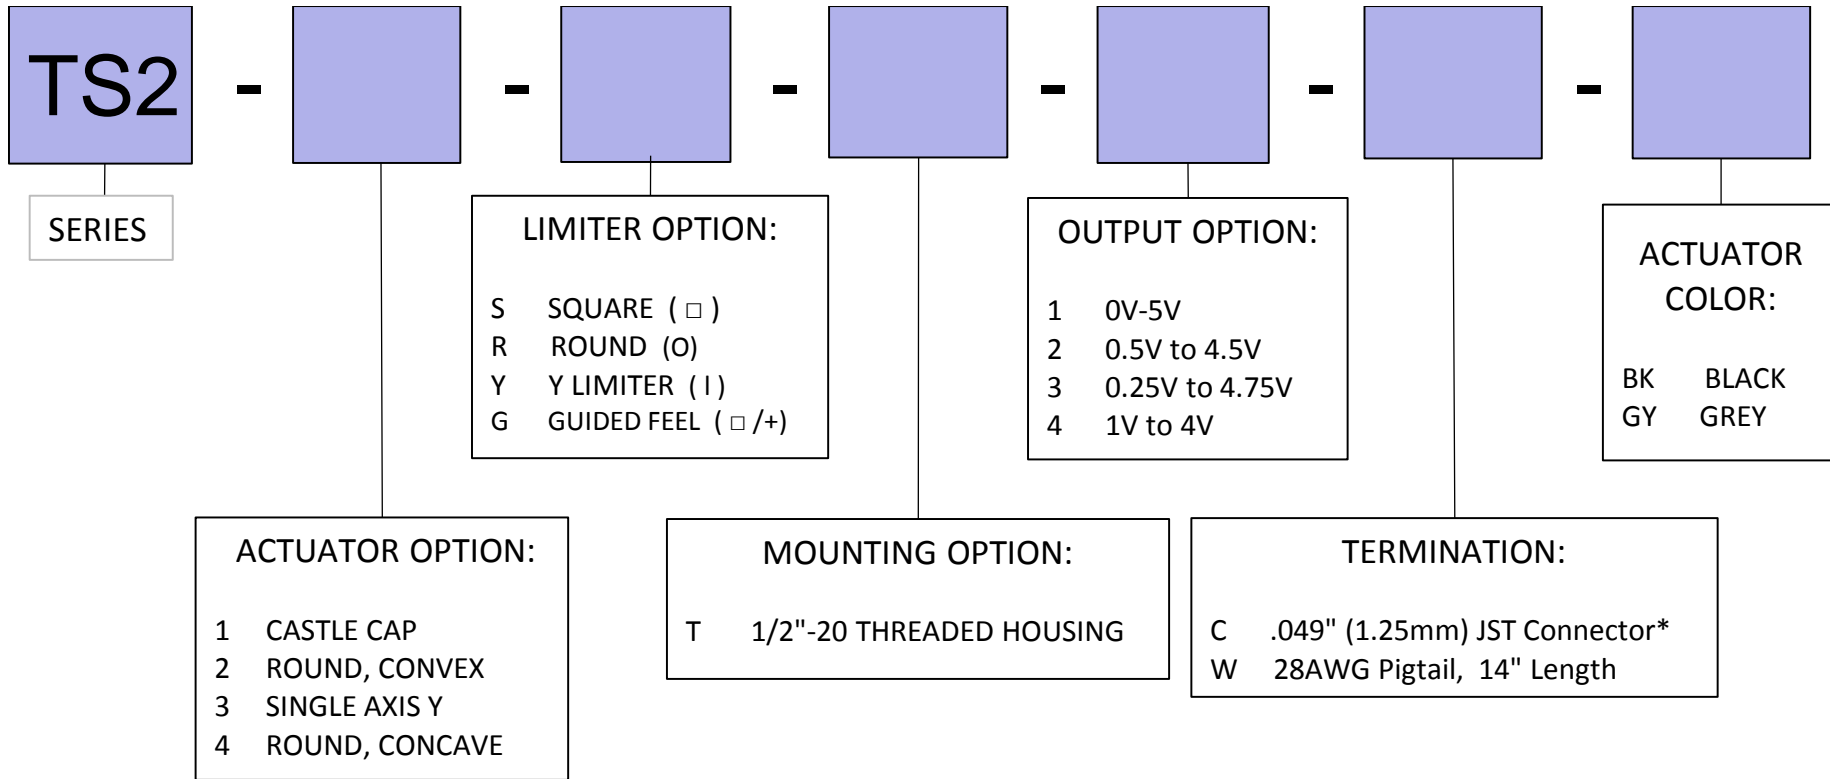 TS2 - - - - - -
SERIES
LIMITER OPTION:
S SQUARE ( □ )
R ROUND (O)
Y Y LIMITER ( I )
G GUIDED FEEL ( □ /+)
OUTPUT OPTION:
1 0V-5V
2 0.5V to 4.5V
3 0.25V to 4.75V
4 1V to 4V
ACTUATOR
COLOR:
BK BLACK
GY GREY
ACTUATOR OPTION:
1 CASTLE CAP
2 ROUND, CONVEX
3 SINGLE AXIS Y
4 ROUND, CONCAVE
MOUNTING OPTION:
T 1/2"-20 THREADED HOUSING
TERMINATION:
C .049" (1.25mm) JST Connector*
W 28AWG Pigtail, 14" Length